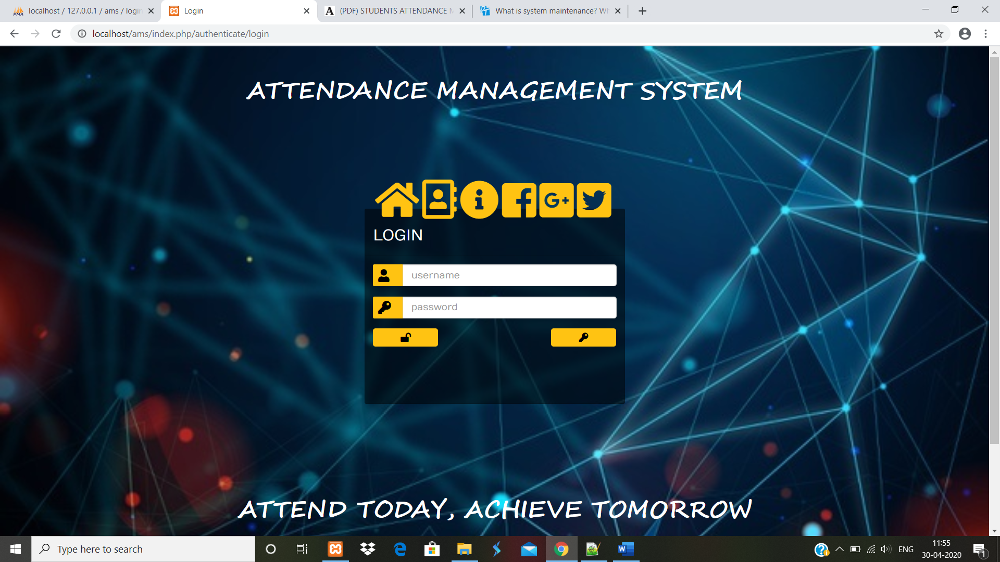 localhost / 127.0.0.1 / ams / login
Login
(PDF) STUDENTS ATTENDANCE M
What is system maintenance? Wh
localhost/ams/index.php/authenticate/login
ATTENDANCE MANAGEMENT SYSTEM
LOGIN
username
password
ATTEND TODAY, ACHIEVE TOMORROW
Type here to search
ENG
11:55
30-04-2020
1